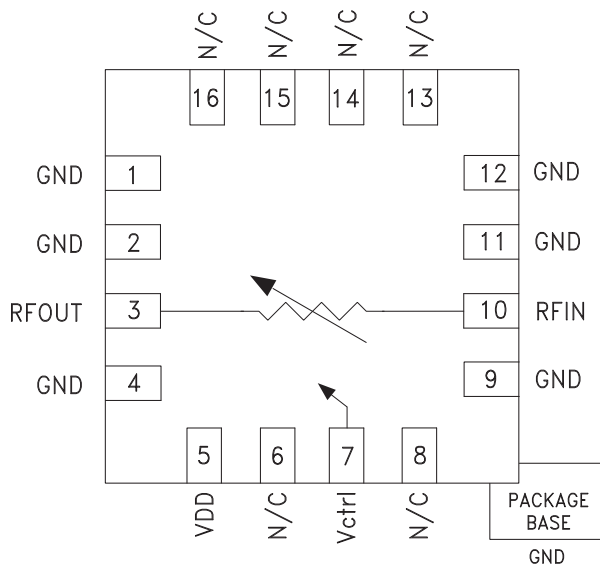 N/C N/C N/C N/C
16 15 14 13
GND 1 12 GND
GND 2 11 GND
RFOUT 3 10 RFIN
GND 4 9 GND
5 6 7 8
VDD N/C Vctrl N/C
PACKAGE
BASE
GND